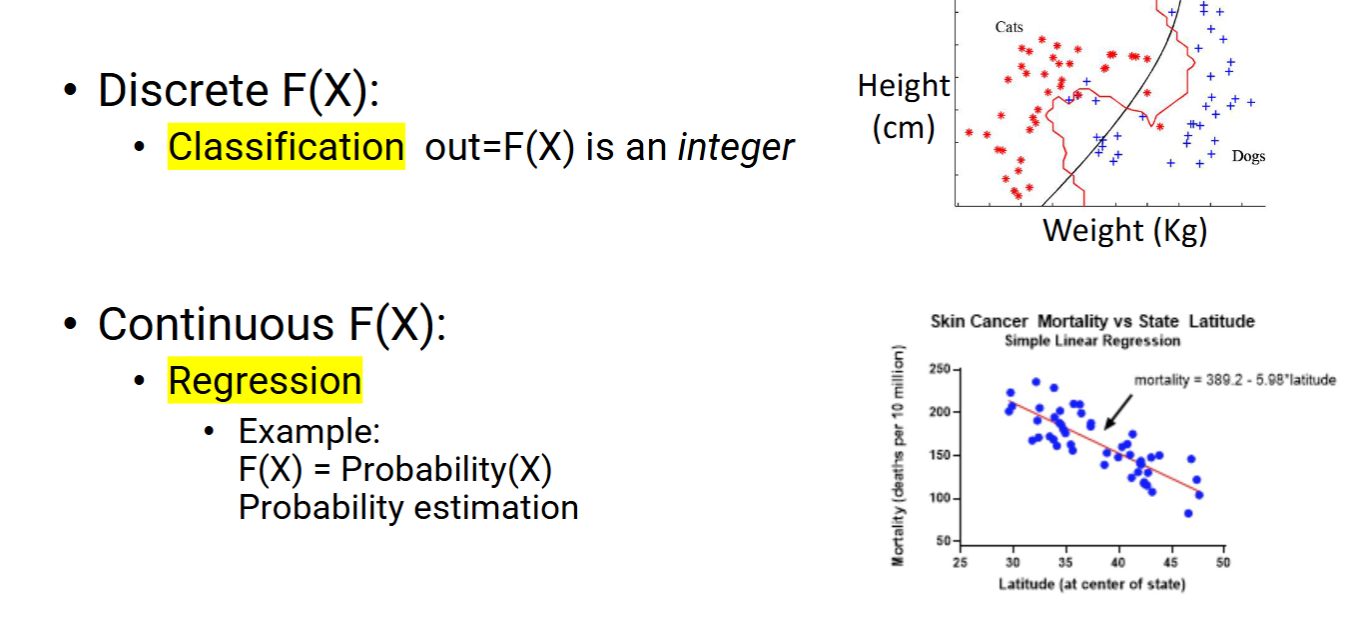 • Discrete F(X):
• Classification out=F(X) is an integer
Cats
Height
(cm)
Dogs
Weight (Kg)
• Continuous F(X):
• Regression
• Example:
F(X) = Probability(X)
Probability estimation
Skin Cancer Mortality vs State Latitude
Simple Linear Regression
mortality = 389.2 - 5.98*latitude
Mortality (deaths per 10 million)
250
200
150
100
50
25 30 35 40 45 50
Latitude (at center of state)